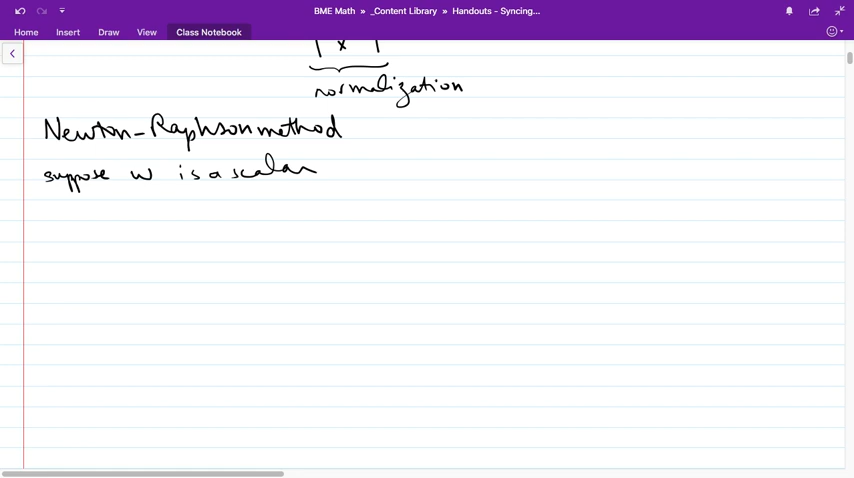 BME Math » _Content Library » Handouts - Syncing...
Home Insert Draw View Class Notebook
normalization
Newton-Raphson method
suppose w is a scalar